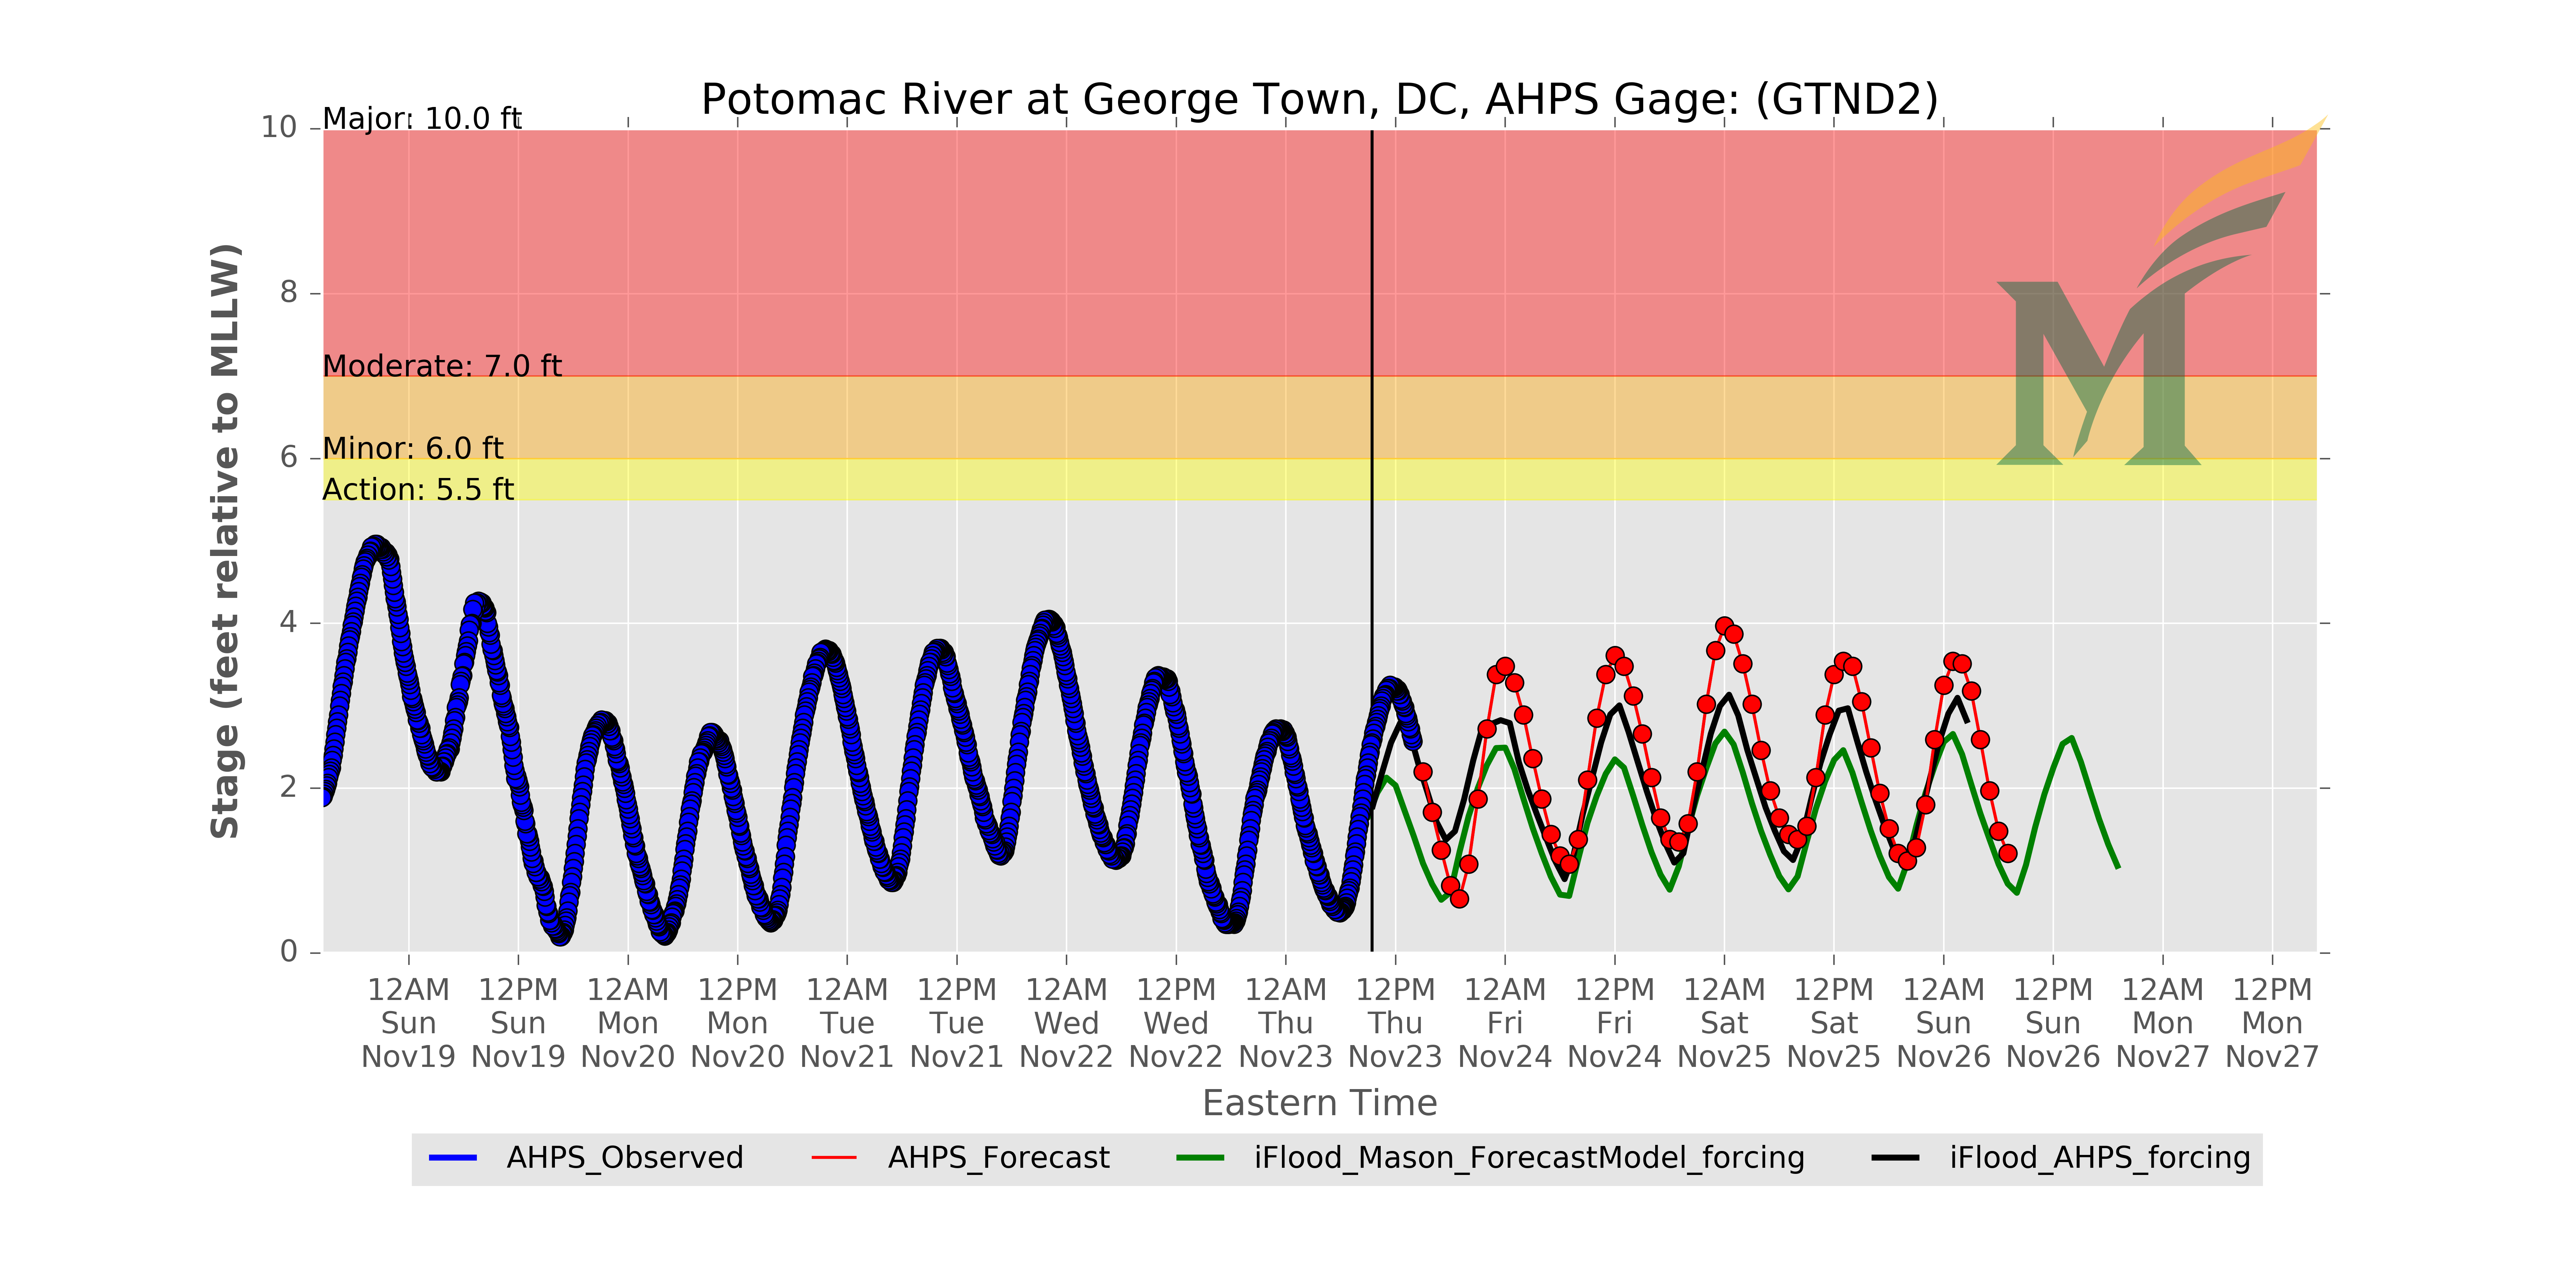 Potomac River at George Town, DC, AHPS Gage: (GTND2)
Major: 10.0 ft
Moderate: 7.0 ft
Minor: 6.0 ft
Action: 5.5 ft
10
8
6
4
2
0
Stage (feet relative to MLLW)
12AM 12PM 12AM 12PM 12AM 12PM 12AM 12PM 12AM 12PM 12AM 12PM 12AM 12PM 12AM 12PM 12AM 12PM
Sun Sun Mon Mon Tue Tue Wed Wed Thu Thu Fri Fri Sat Sat Sun Sun Mon Mon
Nov19 Nov19 Nov20 Nov20 Nov21 Nov21 Nov22 Nov22 Nov23 Nov23 Nov24 Nov24 Nov25 Nov25 Nov26 Nov26 Nov27 Nov27
Eastern Time
AHPS_Observed AHPS_Forecast iFlood_Mason_ForecastModel_forcing iFlood_AHPS_forcing
M